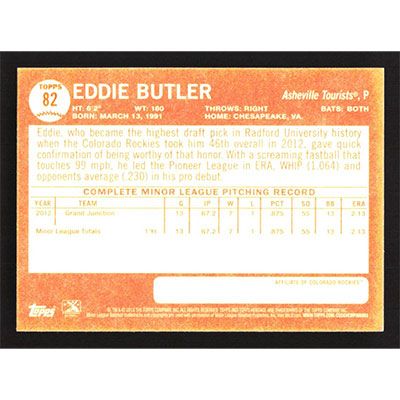 TOPPS
82
EDDIE BUTLER
Asheville Tourists®, P
HT: 6'2" WT: 180 THROWS: RIGHT BATS: BOTH
BORN: MARCH 13, 1991 HOME: CHESAPEAKE, VA.
Eddie, who became the highest draft pick in Radford University history
when the Colorado Rockies took him 46th overall in 2012, gave
quick confirmation of being worthy of that honor. With a screaming fastball that
touches 99 mph, he led the Pioneer League in ERA, WHIP (1.064) and
opponents average (.230) in his pro debut.
COMPLETE MINOR LEAGUE PITCHING RECORD
YEAR TEAM G IP W L PCT SO BB ERA
2012 Grand Junction 13 67.2 7 1 .875 55 13 2.13
Minor League Totals 1 Yr. 13 67.2 7 1 .875 55 13 2.13
AFFILIATE OF COLORADO ROCKIES™
Topps